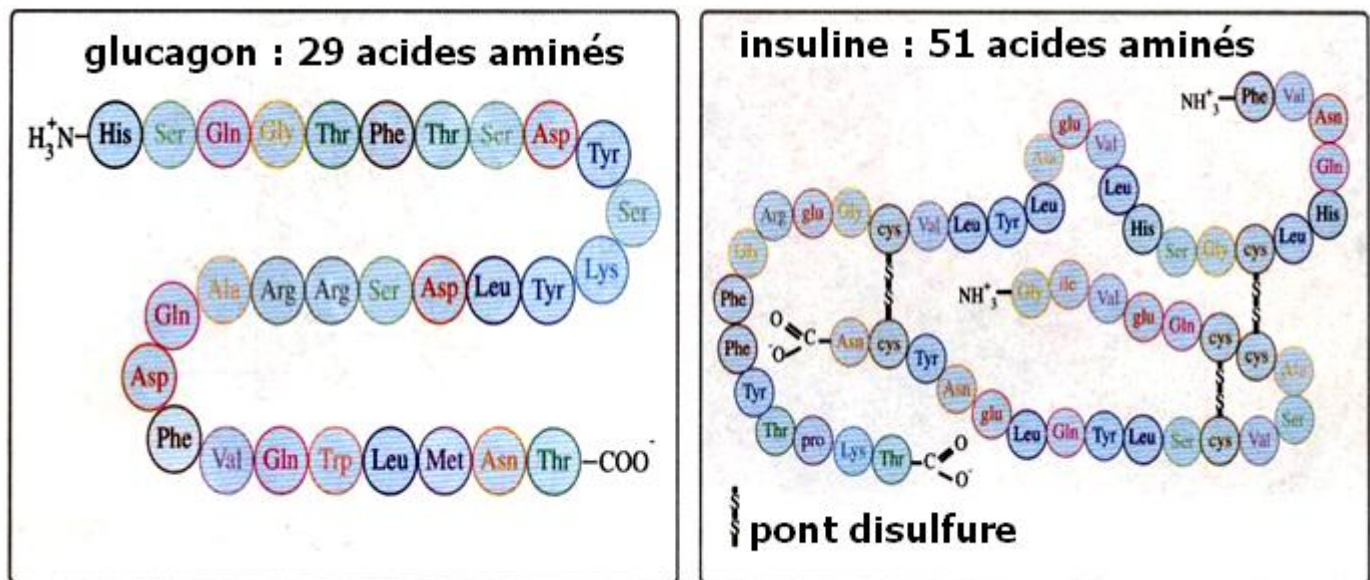 glucagon : 29 acides aminés
H₃⁺N–His Ser Gln Gly Thr Phe Thr Ser Asp
Tyr
Ser
Lys
Tyr Leu Asp Ser Arg Arg Ala
Gln
Asp
Phe
Val Gln Trp Leu Met Asn Thr–COO⁻
insuline : 51 acides aminés
NH₃⁺–Phe Val Asn Gln His Leu cys Gly Ser His Leu Val glu Ala Leu Tyr Leu Val cys Gly glu Arg Gly Phe Phe Tyr Thr pro Lys Thr–C O O⁻
NH₃⁺–Gly ile Val glu Gln cys cys Ala Ser Val cys Ser Leu Tyr Gln Leu glu Asn Tyr cys Asn–C O ⁻O
S S
S S
S S
S S pont disulfure